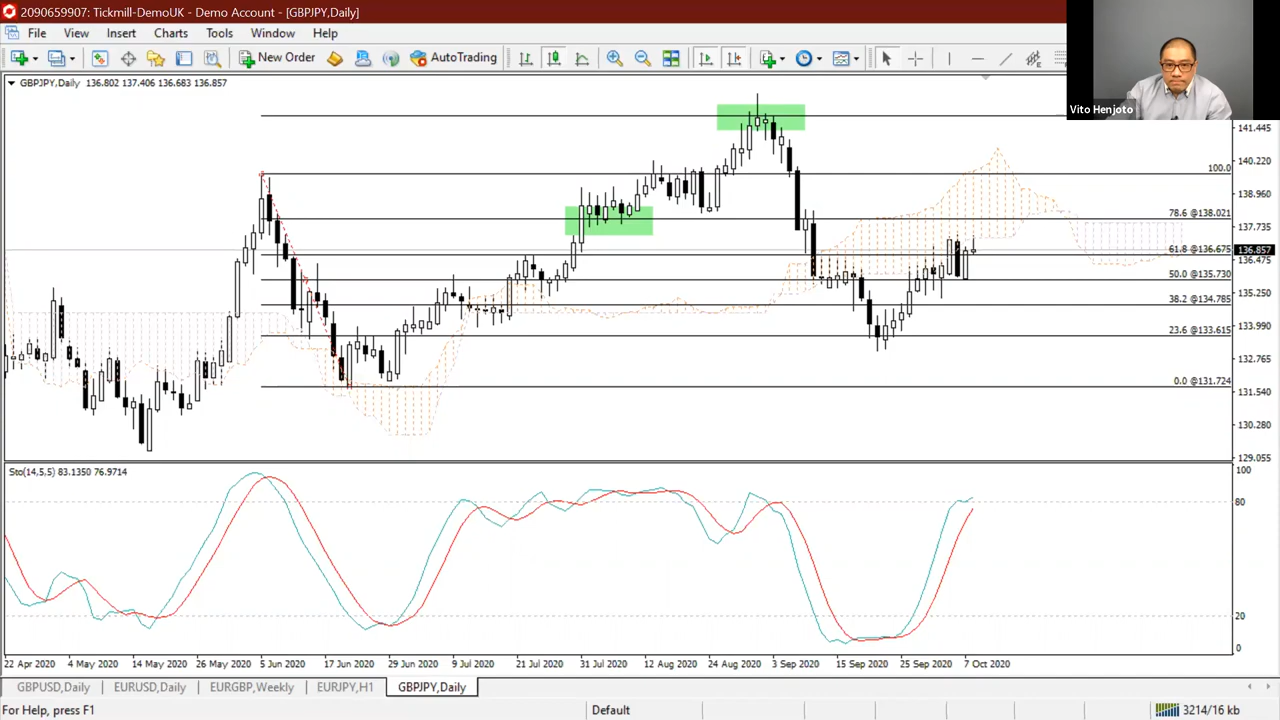 2090659907: Tickmill-DemoUK - Demo Account - [GBPJPY,Daily]
File View Insert Charts Tools Window Help
New Order AutoTrading
Vito Henjoto
GBPJPY,Daily 136.802 137.406 136.683 136.857
141.445
140.220
100.0
138.960
78.6 @138.021
137.735
61.8 @136.675
136.857
136.475
50.0 @135.730
135.250
38.2 @134.785
133.990
23.6 @133.615
132.765
0.0 @131.724
131.540
130.280
129.055
Sto(14,5,5) 83.1350 76.9714
100
80
20
0
22 Apr 2020 4 May 2020 14 May 2020 26 May 2020 5 Jun 2020 17 Jun 2020 29 Jun 2020 9 Jul 2020 21 Jul 2020 31 Jul 2020 12 Aug 2020 24 Aug 2020 3 Sep 2020 15 Sep 2020 25 Sep 2020 7 Oct 2020
GBPUSD,Daily EURUSD,Daily EURGBP,Weekly EURJPY,H1 GBPJPY,Daily
For Help, press F1 Default 3214/16 kb